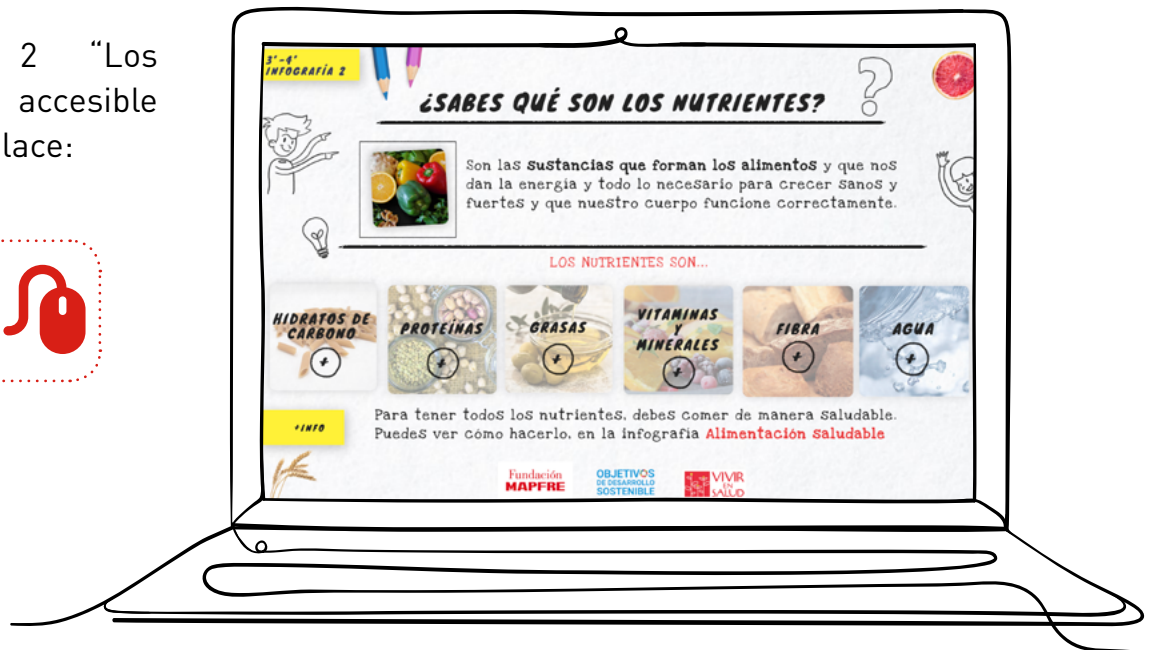 2 “Los
accesible
lace:
3º-4º
INFOGRAFÍA 2
¿SABES QUÉ SON LOS NUTRIENTES?
Son las sustancias que forman los alimentos y que nos
dan la energía y todo lo necesario para crecer sanos y
fuertes y que nuestro cuerpo funcione correctamente.
LOS NUTRIENTES SON...
HIDRATOS DE
CARBONO
PROTEÍNAS
GRASAS
VITAMINAS
Y
MINERALES
FIBRA
AGUA
+INFO
Para tener todos los nutrientes, debes comer de manera saludable.
Puedes ver cómo hacerlo, en la infografía Alimentación saludable
Fundación
MAPFRE
OBJETIVOS
DE DESARROLLO
SOSTENIBLE
VIVIR
EN
SALUD